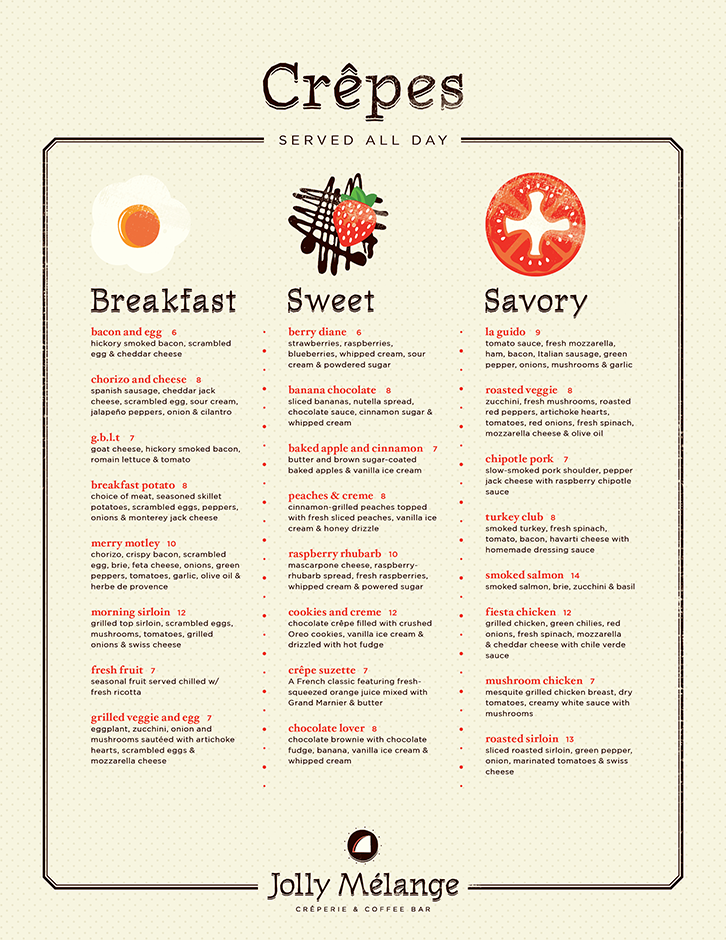 Crêpes
SERVED ALL DAY
Breakfast
bacon and egg 6
hickory smoked bacon, scrambled
egg & cheddar cheese
chorizo and cheese 8
spanish sausage, cheddar jack
cheese, scrambled egg, sour cream,
jalapeño peppers, onion & cilantro
g.b.l.t 7
goat cheese, hickory smoked bacon,
romain lettuce & tomato
breakfast potato 8
choice of meat, seasoned skillet
potatoes, scrambled eggs, peppers,
onions & monterey jack cheese
merry motley 10
chorizo, crispy bacon, scrambled
egg, brie, feta cheese, onions, green
peppers, tomatoes, garlic, olive oil &
herbe de provence
morning sirloin 12
grilled top sirloin, scrambled eggs,
mushrooms, tomatoes, grilled
onions & swiss cheese
fresh fruit 7
seasonal fruit served chilled w/
fresh ricotta
grilled veggie and egg 7
eggplant, zucchini, onion and
mushrooms sautéed with artichoke
hearts, scrambled eggs &
mozzarella cheese
Sweet
berry diane 6
strawberries, raspberries,
blueberries, whipped cream, sour
cream & powdered sugar
banana chocolate 8
sliced bananas, nutella spread,
chocolate sauce, cinnamon sugar &
whipped cream
baked apple and cinnamon 7
butter and brown sugar-coated
baked apples & vanilla ice cream
peaches & creme 8
cinnamon-grilled peaches topped
with fresh sliced peaches, vanilla ice
cream & honey drizzle
raspberry rhubarb 10
mascarpone cheese, raspberry-
rhubarb spread, fresh raspberries,
whipped cream & powered sugar
cookies and creme 12
chocolate crêpe filled with crushed
Oreo cookies, vanilla ice cream &
drizzled with hot fudge
crêpe suzette 7
A French classic featuring fresh-
squeezed orange juice mixed with
Grand Marnier & butter
chocolate lover 8
chocolate brownie with chocolate
fudge, banana, vanilla ice cream &
whipped cream
Savory
la guido 9
tomato sauce, fresh mozzarella,
ham, bacon, Italian sausage, green
pepper, onions, mushrooms & garlic
roasted veggie 8
zucchini, fresh mushrooms, roasted
red peppers, artichoke hearts,
tomatoes, red onions, fresh spinach,
mozzarella cheese & olive oil
chipotle pork 7
slow-smoked pork shoulder, pepper
jack cheese with raspberry chipotle
sauce
turkey club 8
smoked turkey, fresh spinach,
tomato, bacon, havarti cheese with
homemade dressing sauce
smoked salmon 14
smoked salmon, brie, zucchini & basil
fiesta chicken 12
grilled chicken, green chilies, red
onions, fresh spinach, mozzarella
& cheddar cheese with chile verde
sauce
mushroom chicken 7
mesquite grilled chicken breast, dry
tomatoes, creamy white sauce with
mushrooms
roasted sirloin 13
sliced roasted sirloin, green pepper,
onion, marinated tomatoes & swiss
cheese
Jolly Mélange
CRÊPERIE & COFFEE BAR